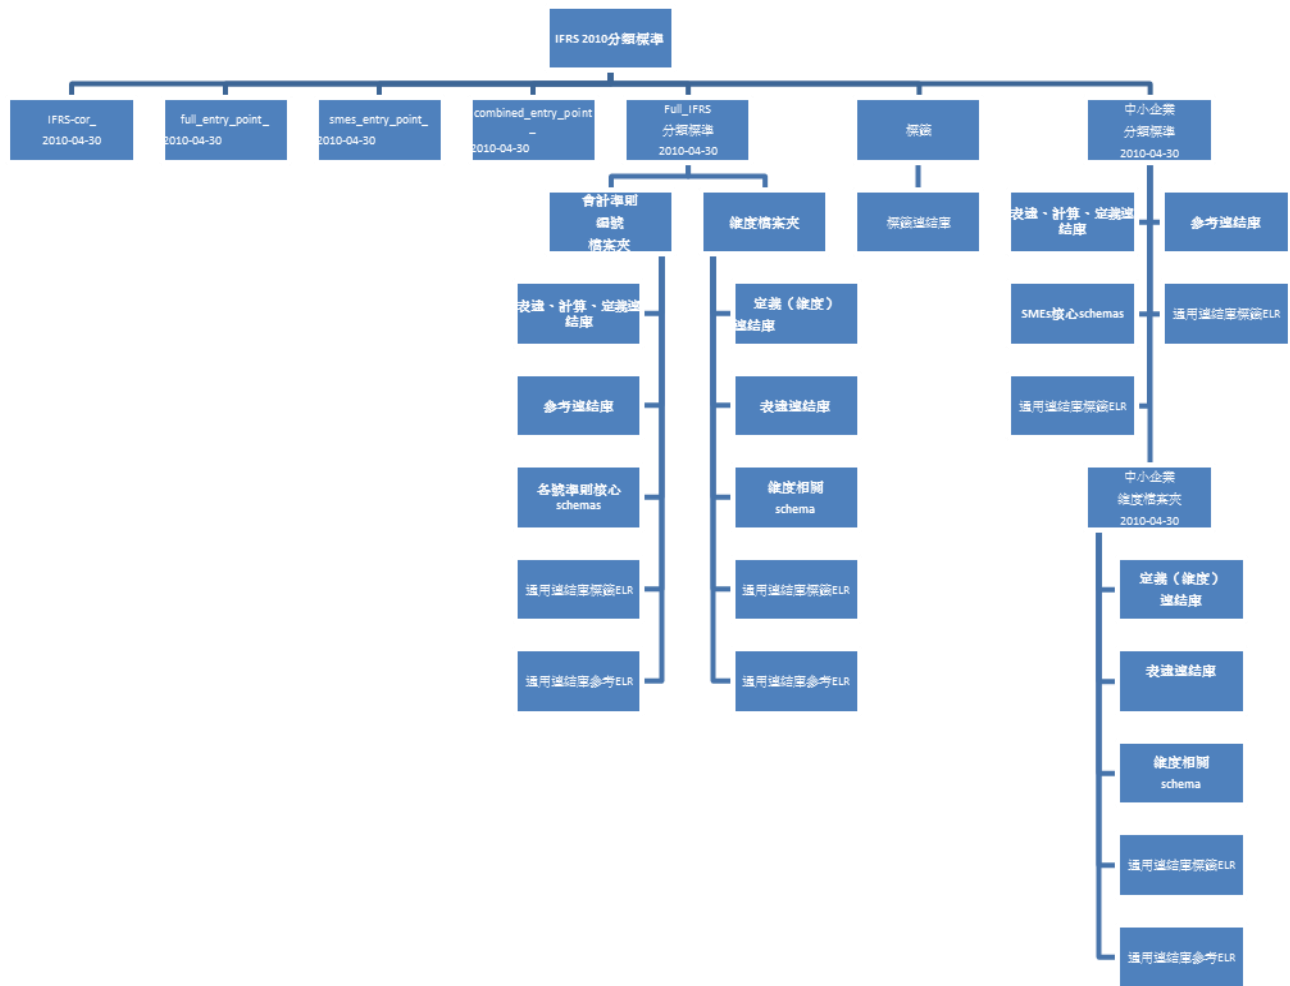 IFRS 2010分類標準
IFRS-cor_
2010-04-30
full_entry_point_
2010-04-30
smes_entry_point_
2010-04-30
combined_entry_point
_
2010-04-30
Full_IFRS
分類標準
2010-04-30
標籤
中小企業
分類標準
2010-04-30
會計準則
編號
檔案夾
維度檔案夾
標籤連結庫
表達、計算、定義連
結庫
參考連結庫
表達、計算、定義連
結庫
定義（維度）
連結庫
SMEs核心schemas
通用連結庫標籤ELR
參考連結庫
表達連結庫
通用連結庫標籤ELR
各號準則核心
schemas
維度相關
schema
中小企業
維度檔案夾
2010-04-30
通用連結庫標籤ELR
通用連結庫標籤ELR
定義（維度）
連結庫
通用連結庫參考ELR
通用連結庫參考ELR
表達連結庫
維度相關
schema
通用連結庫標籤ELR
通用連結庫參考ELR